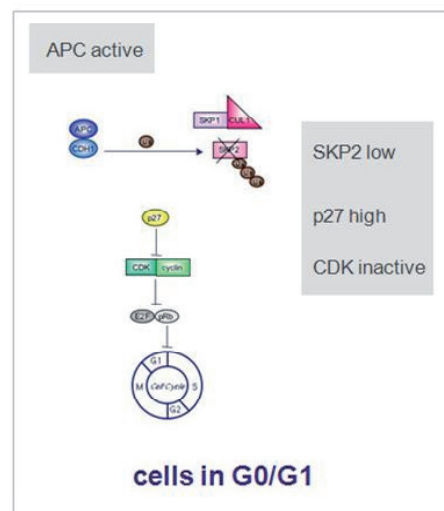 APC active
SKP1 CUL1
APC
CDH1
SKP2
SKP2 low
p27 high
CDK inactive
p27
CDK cyclin
E2F pRb
G1
M Cell Cycle S
G2
cells in G0/G1